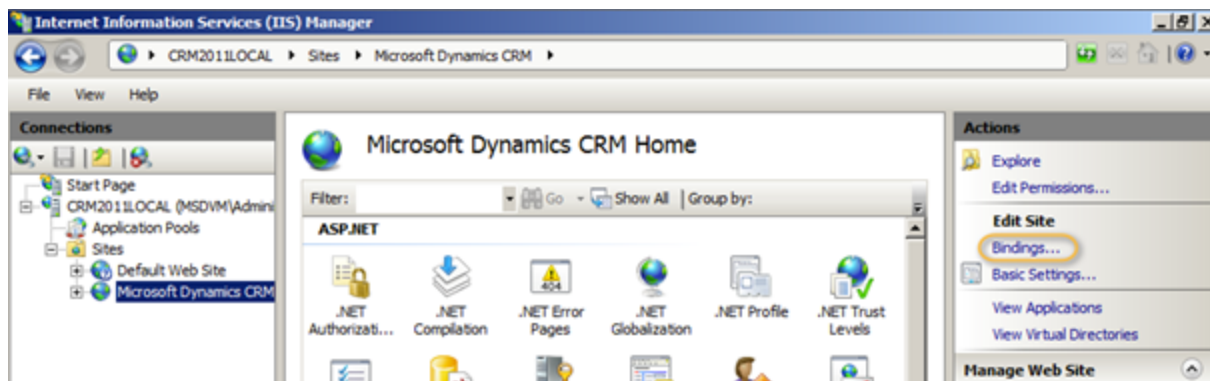 Internet Information Services (IIS) Manager
CRM2011LOCAL Sites Microsoft Dynamics CRM
File View Help
Connections
Start Page
CRM2011LOCAL (MSDVM\Admini
Application Pools
Sites
Default Web Site
Microsoft Dynamics CRM
Microsoft Dynamics CRM Home
Filter: Go Show All Group by:
ASP.NET
.NET Authorizati...
.NET Compilation
404
.NET Error Pages
.NET Globalization
.NET Profile
.NET Trust Levels
Actions
Explore
Edit Permissions...
Edit Site
Bindings...
Basic Settings...
View Applications
View Virtual Directories
Manage Web Site